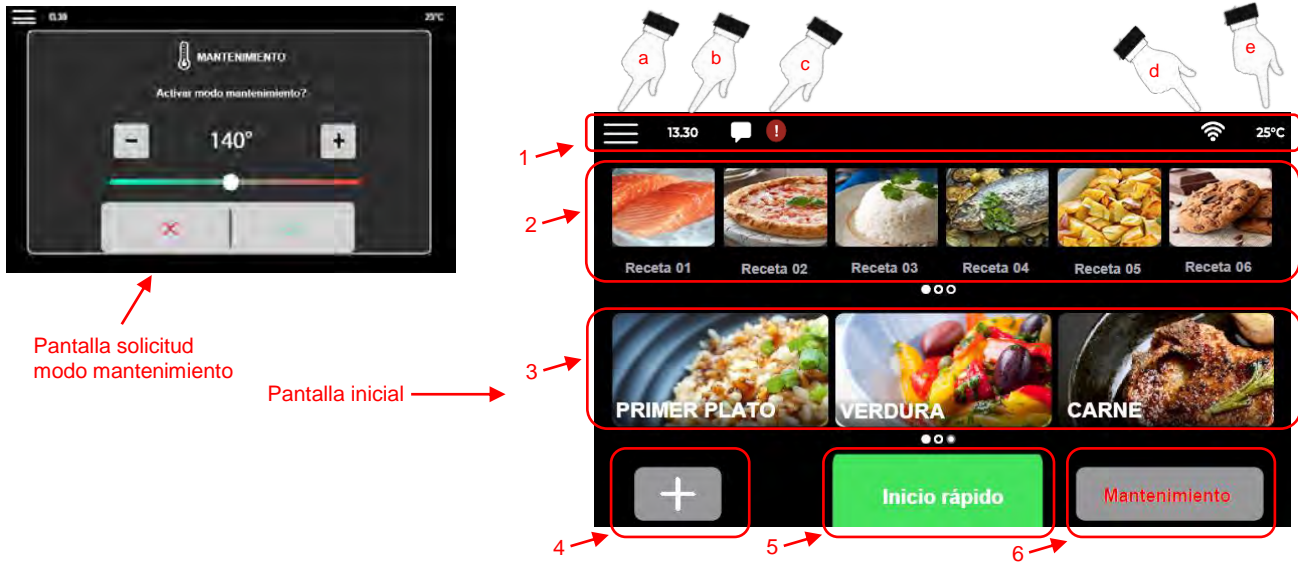 13.30
25°C
MANTENIMIENTO
Activar modo mantenimiento?
- 140° +
Pantalla solicitud
modo mantenimiento
Pantalla inicial
a b c d e
1
13.30 ! 25°C
2
Receta 01 Receta 02 Receta 03 Receta 04 Receta 05 Receta 06
3
PRIMER PLATO VERDURA CARNE
+ Inicio rápido Mantenimiento
4 5 6